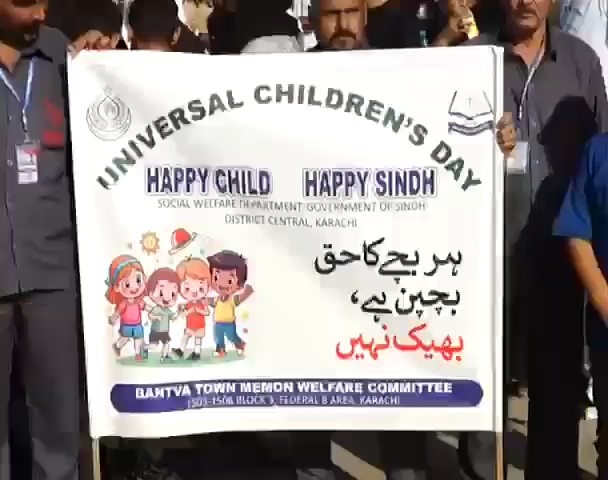 UNIVERSAL CHILDREN'S DAY
HAPPY CHILD HAPPY SINDH
SOCIAL WELFARE DEPARTMENT GOVERNMENT OF SINDH
DISTRICT CENTRAL, KARACHI
ہر بچے کا حق
بچپن ہے،
بھیک نہیں
BANTVA TOWN MEMON WELFARE COMMITTEE
BLOCK 3, FEDERAL B AREA, KARACHI